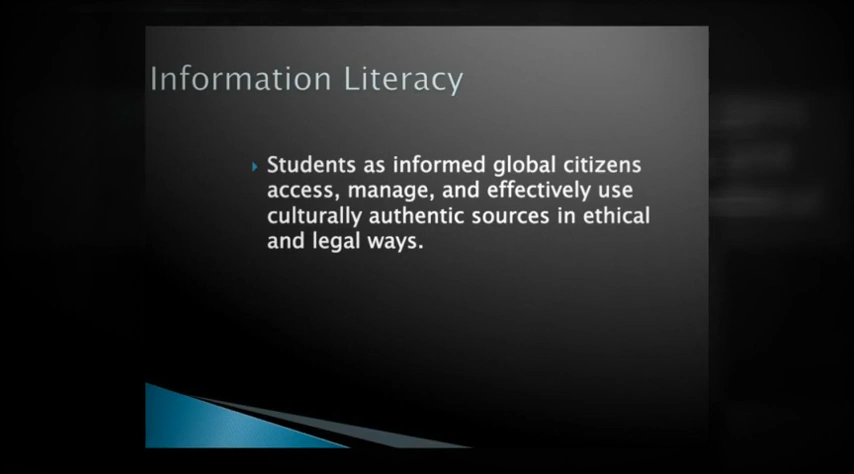 Information Literacy
Students as informed global citizens
access, manage, and effectively use
culturally authentic sources in ethical
and legal ways.